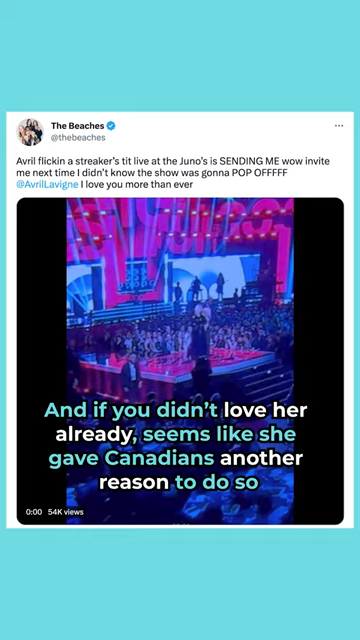 The Beaches
@thebeaches
Avril flickin a streaker's tit live at the Juno's is SENDING ME wow invite
me next time I didn't know the show was gonna POP OFFFFF
@AvrilLavigne I love you more than ever
And if you didn't love her
already, seems like she
gave Canadians another
reason to do so
0:00 54K views